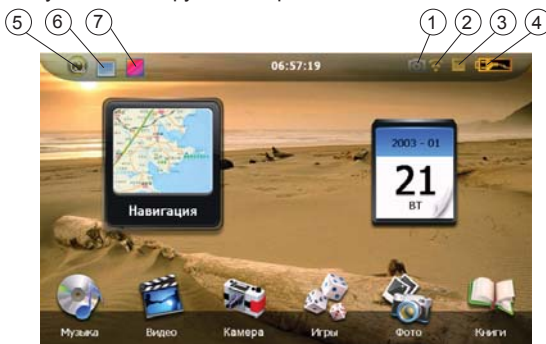 5 6 7 1 2 3 4
06:57:19
2003 - 01
21
ВТ
Навигация
Музыка Видео Камера Игры Фото Книги